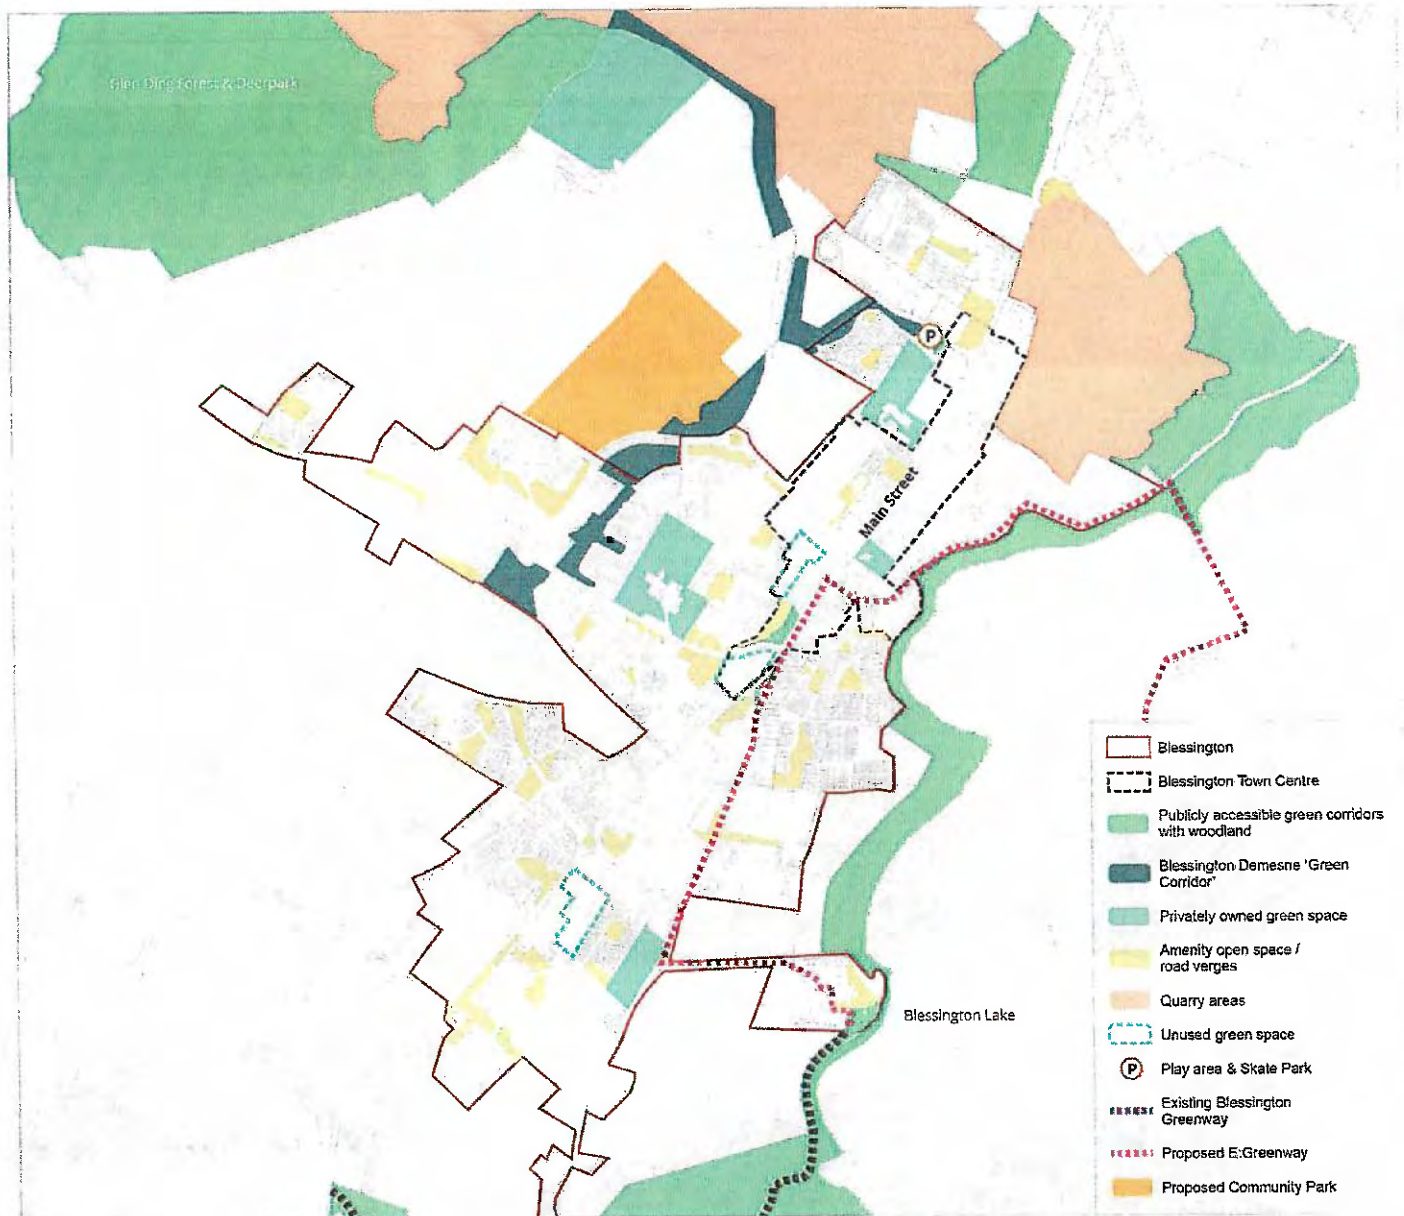 Glen Ding Forest & Deerpark
P
Main Street
Blessington Lake
Blessington
Blessington Town Centre
Publicly accessible green corridors
with woodland
Blessington Demesne 'Green
Corridor'
Privately owned green space
Amenity open space /
road verges
Quarry areas
Unused green space
P
Play area & Skate Park
Existing Blessington
Greenway
Proposed E:Greenway
Proposed Community Park